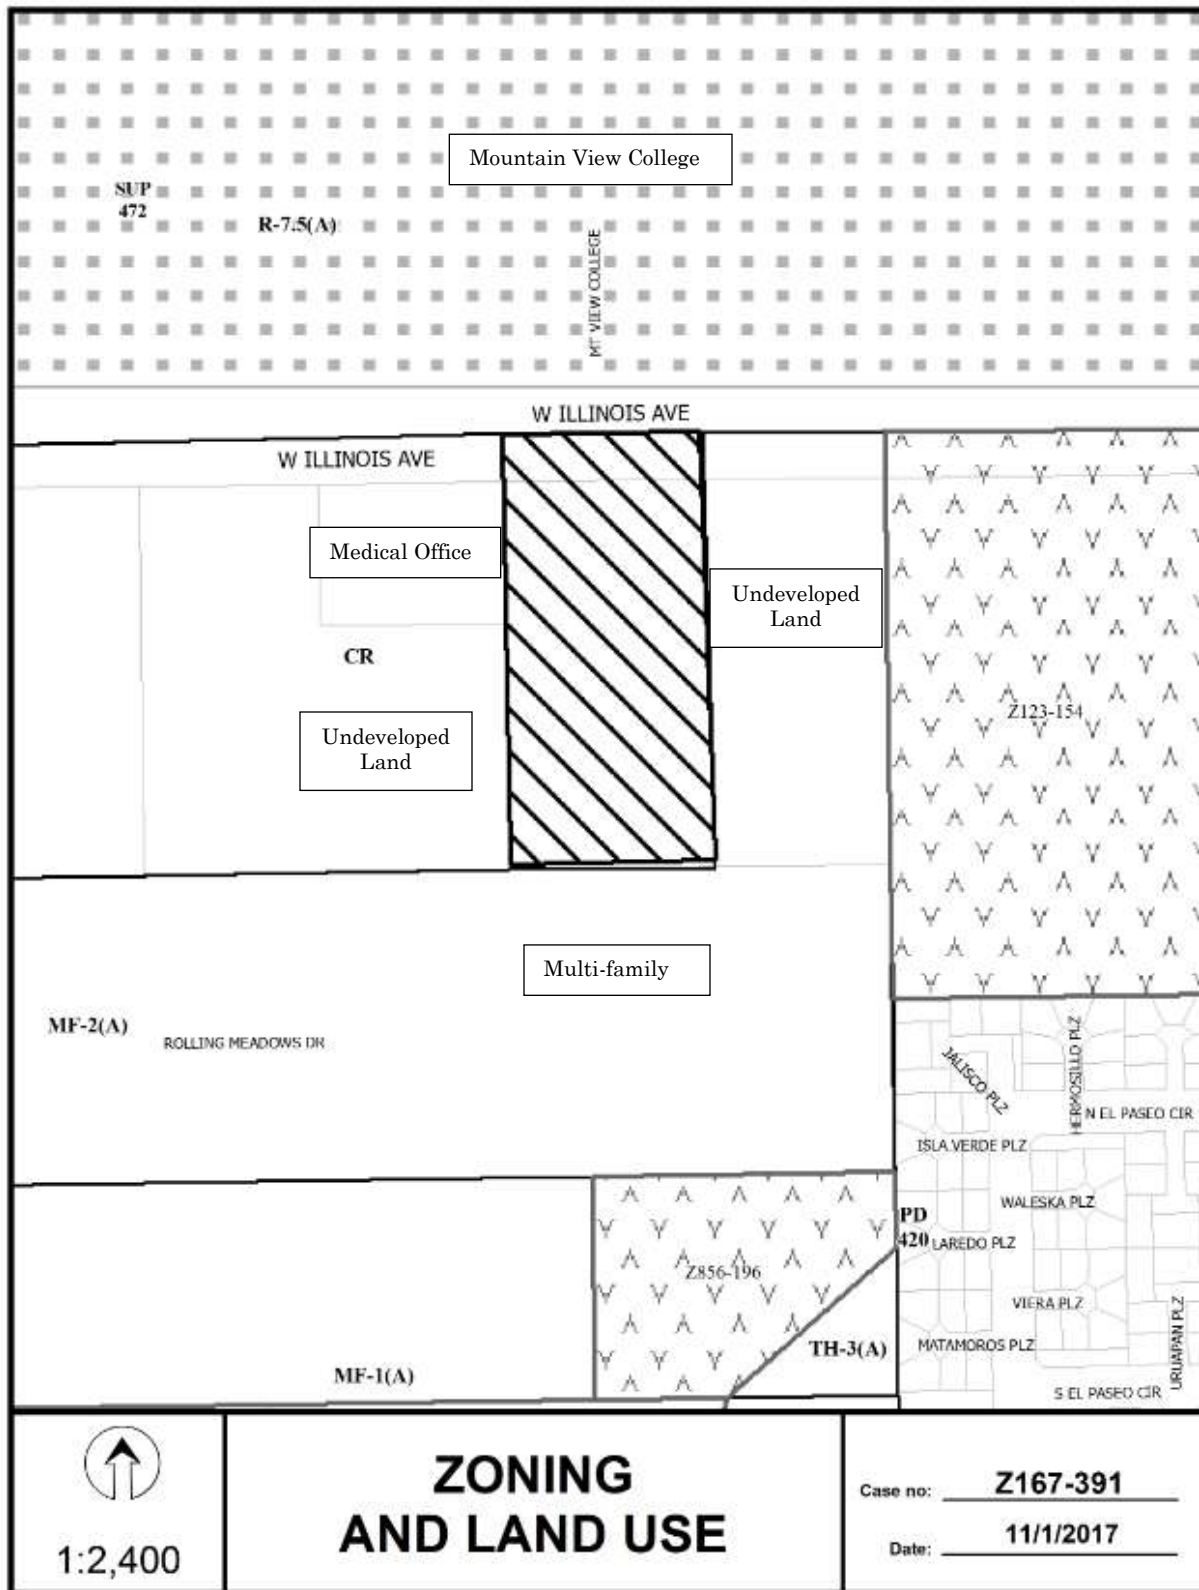 Mountain View College
SUP
472
R-7.5(A)
MT VIEW COLLEGE
W ILLINOIS AVE
W ILLINOIS AVE
Medical Office
Undeveloped
Land
CR
Z123-154
Undeveloped
Land
Multi-family
MF-2(A)
ROLLING MEADOWS DR
JALISCO PLZ
HERMOSILLO PLZ
N EL PASEO CIR
ISLA VERDE PLZ
WALESKA PLZ
PD
420
LAREDO PLZ
Z856-196
VIERA PLZ
URUAPAN PLZ
TH-3(A)
MATAMOROS PLZ
MF-1(A)
S EL PASEO CIR
1:2,400
ZONING
AND LAND USE
Case no: Z167-391
Date: 11/1/2017